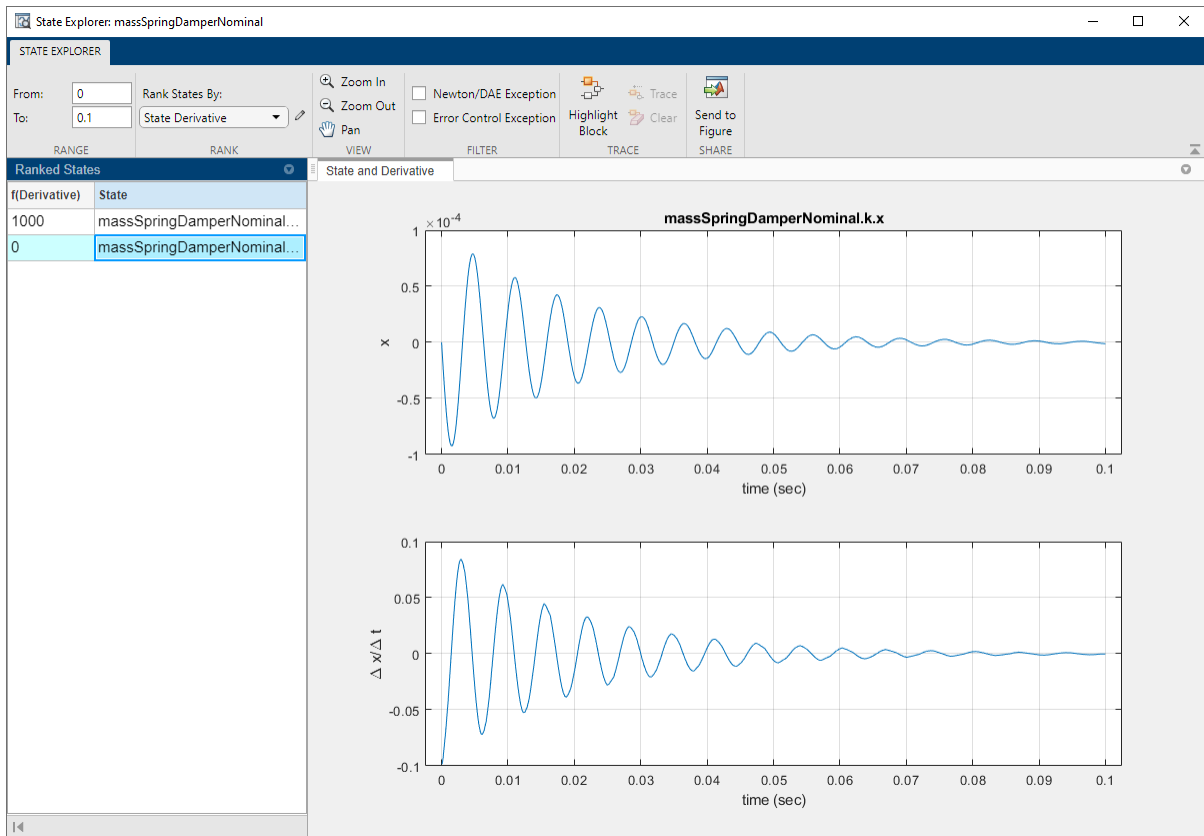 State Explorer: massSpringDamperNominal
STATE EXPLORER
From: 0
To: 0.1
RANGE
Rank States By:
State Derivative
RANK
Zoom In
Zoom Out
Pan
VIEW
Newton/DAE Exception
Error Control Exception
FILTER
Highlight
Block
Trace
Clear
TRACE
Send to
Figure
SHARE
Ranked States
f(Derivative) State
1000 massSpringDamperNominal...
0 massSpringDamperNominal...
State and Derivative
massSpringDamperNominal.k.x
×10-4
1
0.5
0
-0.5
-1
x
0 0.01 0.02 0.03 0.04 0.05 0.06 0.07 0.08 0.09 0.1
time (sec)
0.1
0.05
0
-0.05
-0.1
Δ x/Δ t
0 0.01 0.02 0.03 0.04 0.05 0.06 0.07 0.08 0.09 0.1
time (sec)